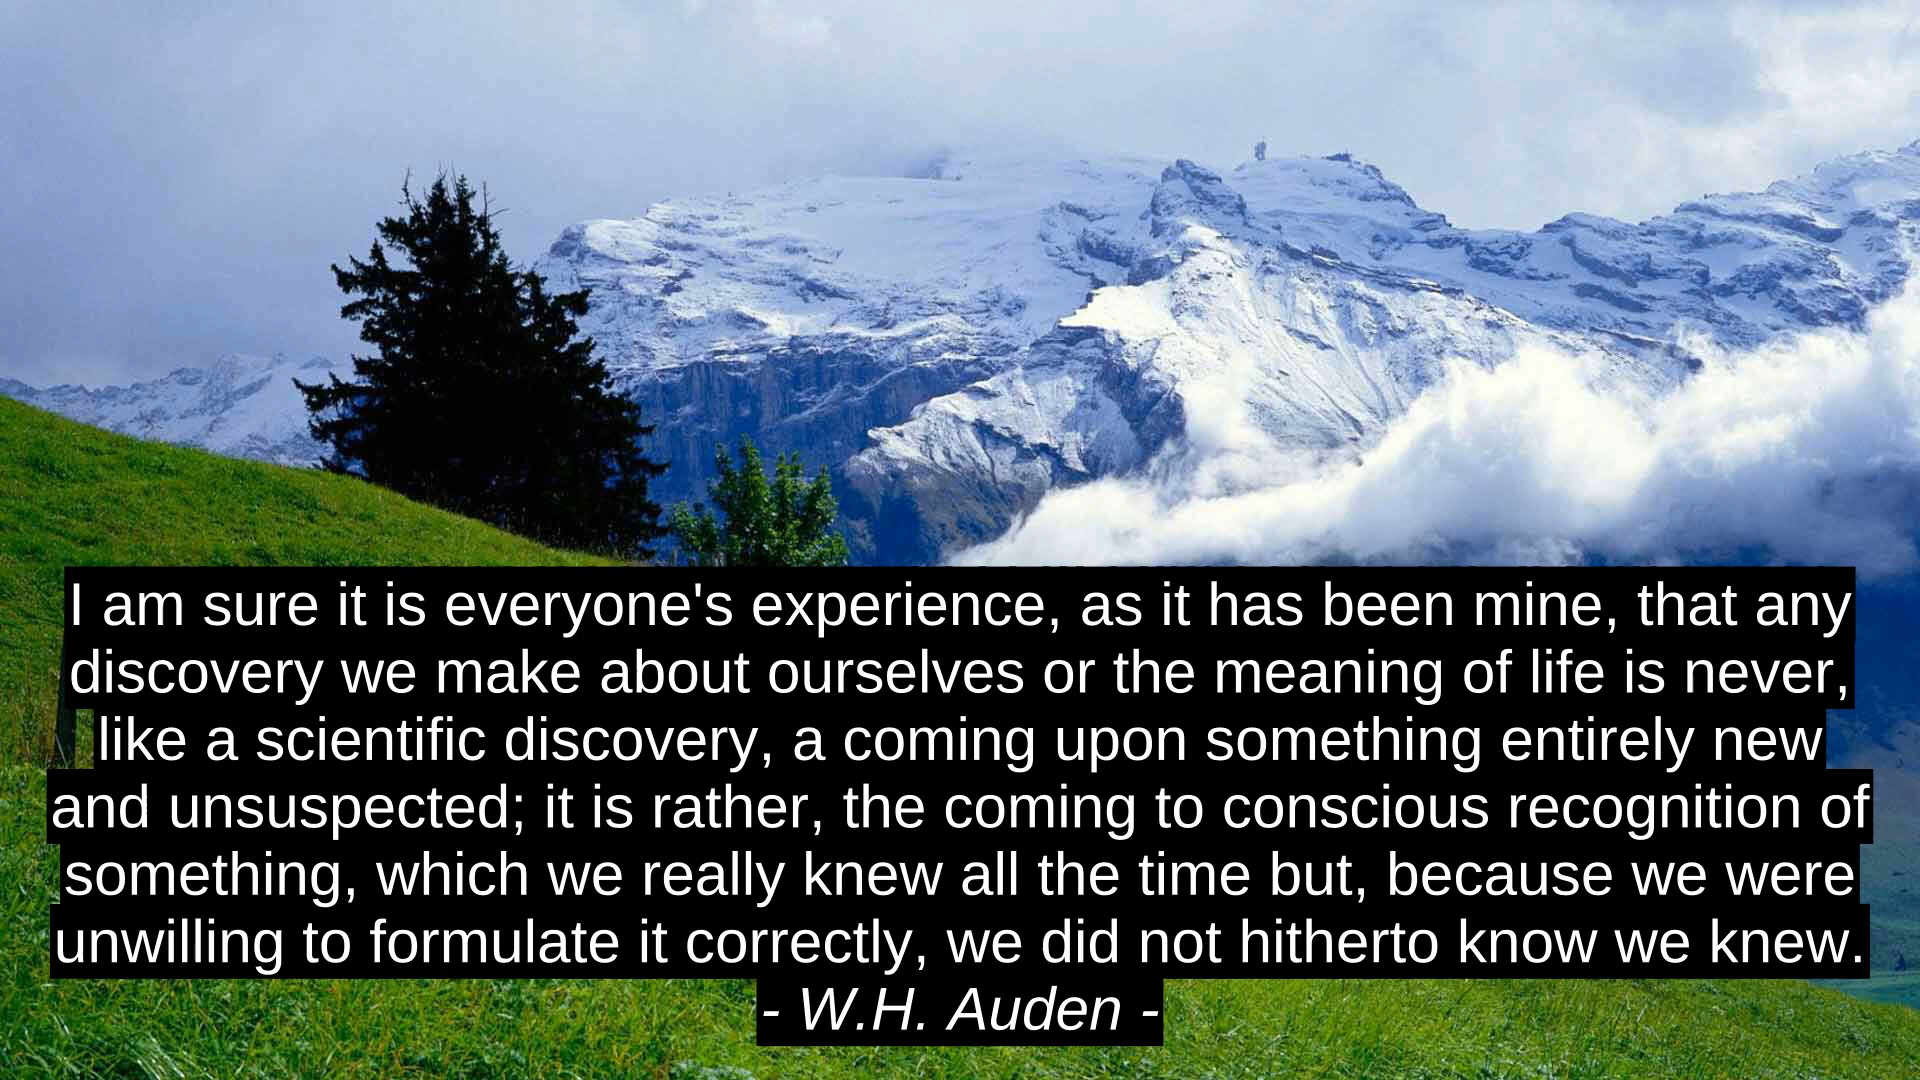 I am sure it is everyone's experience, as it has been mine, that any
discovery we make about ourselves or the meaning of life is never,
like a scientific discovery, a coming upon something entirely new
and unsuspected; it is rather, the coming to conscious recognition of
something, which we really knew all the time but, because we were
unwilling to formulate it correctly, we did not hitherto know we knew.
- W.H. Auden -